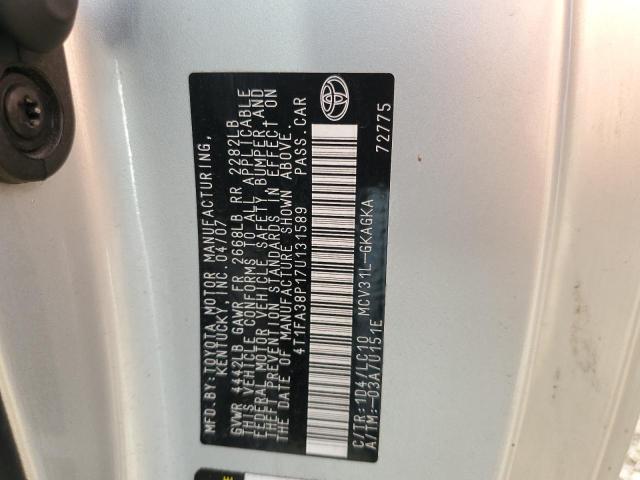 MFD.BY:TOYOTA MOTOR MANUFACTURING,
KENTUCKY, INC. 04/07
GVWR 4442LB GAWR FR 2668LB RR 2282LB
THIS VEHICLE CONFORMS TO ALL APPLICABLE
FEDERAL MOTOR VEHICLE SAFETY, BUMPER, AND
THEFT PREVENTION STANDARDS IN EFFECT ON
THE DATE OF MANUFACTURE SHOWN ABOVE.
4T1FA38P17U131589 PASS.CAR
C/TR:1D4/LC10 MCV31L-GKAGKA
A/TM:-03A/U151E
72775